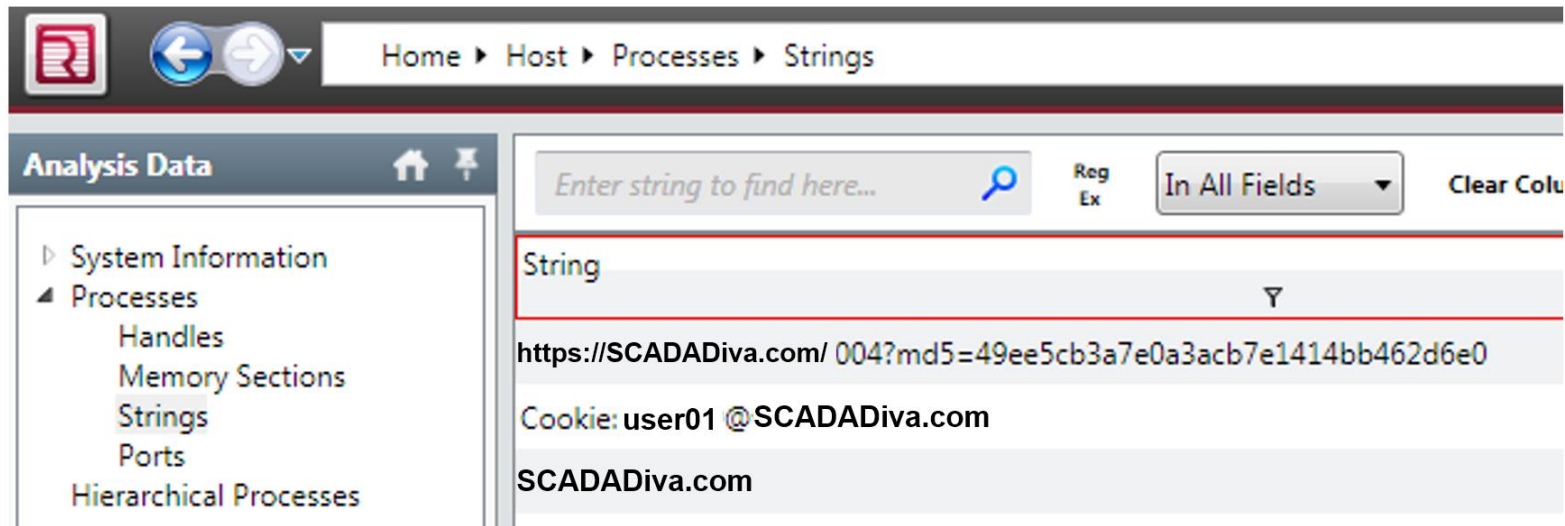 Home ▶ Host ▶ Processes ▶ Strings
Analysis Data
Enter string to find here...
Reg
Ex
In All Fields
Clear Colu
System Information
Processes
Handles
Memory Sections
Strings
Ports
Hierarchical Processes
String
https://SCADADiva.com/ 004?md5=49ee5cb3a7e0a3acb7e1414bb462d6e0
Cookie: user01 @SCADADiva.com
SCADADiva.com